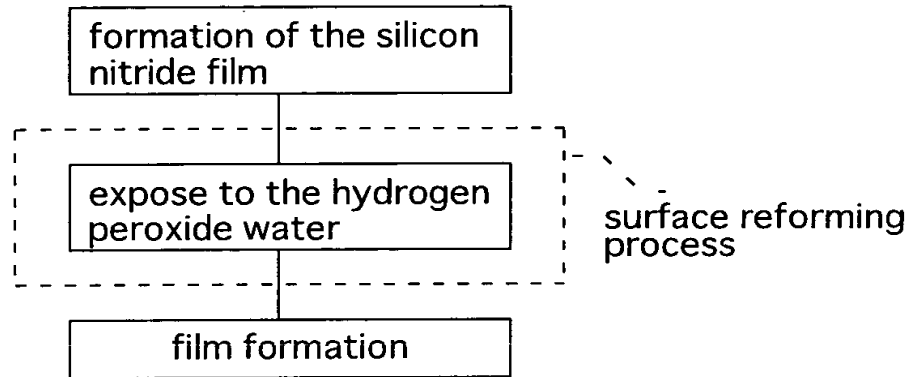 formation of the silicon
nitride film
expose to the hydrogen
peroxide water
surface reforming
process
film formation